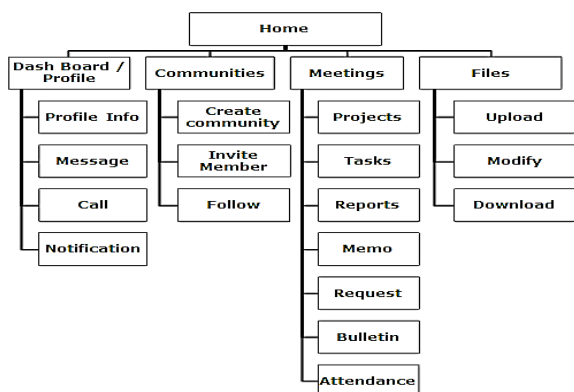 Home
Dash Board /
Profile
Communities
Meetings
Files
Profile Info
Message
Call
Notification
Create
community
Invite
Member
Follow
Projects
Tasks
Reports
Memo
Request
Bulletin
Attendance
Upload
Modify
Download